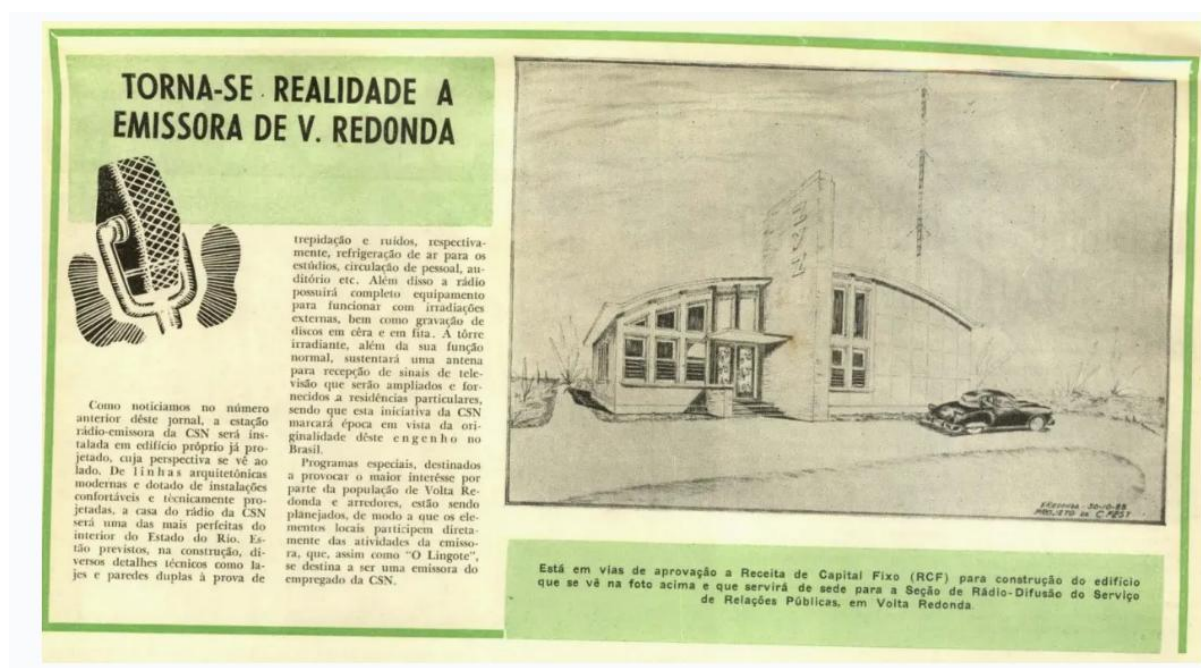 TORNA-SE REALIDADE A
EMISSORA DE V. REDONDA
Como noticiamos no número
anterior dêste jornal, a estação
rádio-emissora da CSN será ins-
talada em edifício próprio já pro-
jetado, cuja perspectiva se vê ao
lado. De linhas arquitetônicas
modernas e dotado de instalações
confortáveis e tècnicamente pro-
jetadas, a casa do rádio da CSN
será uma das mais perfeitas do
interior do Estado do Rio. Es-
tão previstos, na construção, di-
versos detalhes técnicos como la-
jes e paredes duplas à prova de
trepidação e ruídos, respectiva-
mente, refrigeração de ar para os
estúdios, circulação de pessoal, au-
ditório etc. Além disso a rádio
possuirá completo equipamento
para funcionar com irradiações
externas, bem como gravação de
discos em cêra e em fita. A tôrre
irradiante, além da sua função
normal, sustentará uma antena
para recepção de sinais de tele-
visão que serão ampliados e for-
necidos a residências particulares,
sendo que esta iniciativa da CSN
marcará época em vista da ori-
ginalidade dêste engenho no
Brasil.
Programas especiais, destinados
a provocar o maior interêsse por
parte da população de Volta Re-
donda e arredores, estão sendo
planejados, de modo a que os ele-
mentos locais participem direta-
mente das atividades da emisso-
ra, que, assim como "O Lingote",
se destina a ser uma emissora do
empregado da CSN.
PROJETO DE C. FEST
Está em vias de aprovação a Receita de Capital Fixo (RCF) para construção do edifício
que se vê na foto acima e que servirá de sede para a Seção de Rádio-Difusão do Serviço
de Relações Públicas, em Volta Redonda.